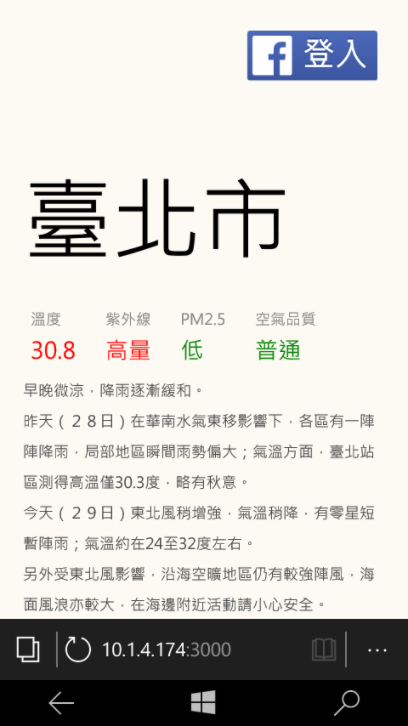 f 登入
臺北市
溫度 紫外線 PM2.5 空氣品質
30.8 高量 低 普通
早晚微涼，降雨逐漸緩和。
昨天（２８日）在華南水氣東移影響下，各區有一陣
陣降雨，局部地區瞬間雨勢偏大；氣溫方面，臺北站
區測得高溫僅30.3度，略有秋意。
今天（２９日）東北風稍增強，氣溫稍降，有零星短
暫陣雨；氣溫約在24至32度左右。
另外受東北風影響，沿海空曠地區仍有較強陣風，海
面風浪亦較大，在海邊附近活動請小心安全。
10.1.4.174:3000